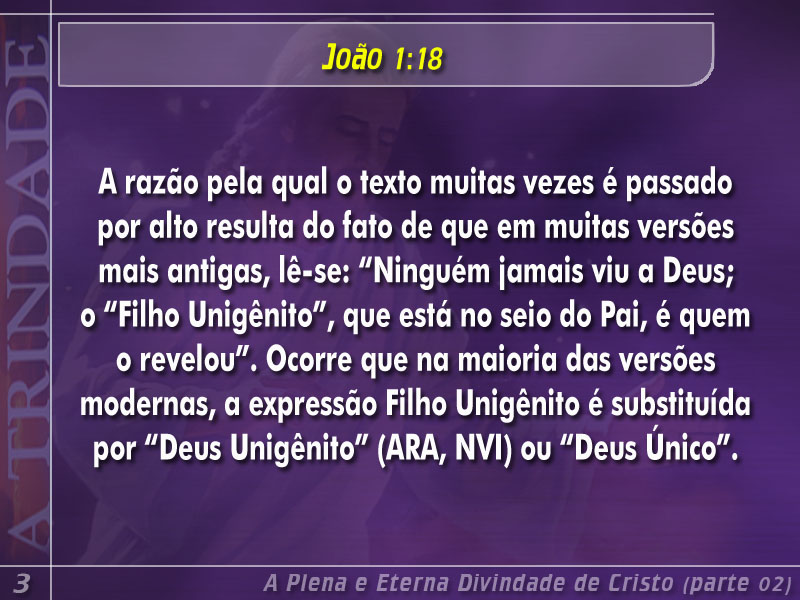 João 1:18
A razão pela qual o texto muitas vezes é passado
por alto resulta do fato de que em muitas versões
mais antigas, lê-se: “Ninguém jamais viu a Deus;
o “Filho Unigênito”, que está no seio do Pai, é quem
o revelou”. Ocorre que na maioria das versões
modernas, a expressão Filho Unigênito é substituída
por “Deus Unigênito” (ARA, NVI) ou “Deus Único”.
A TRINDADE
3
A Plena e Eterna Divindade de Cristo (parte 02)